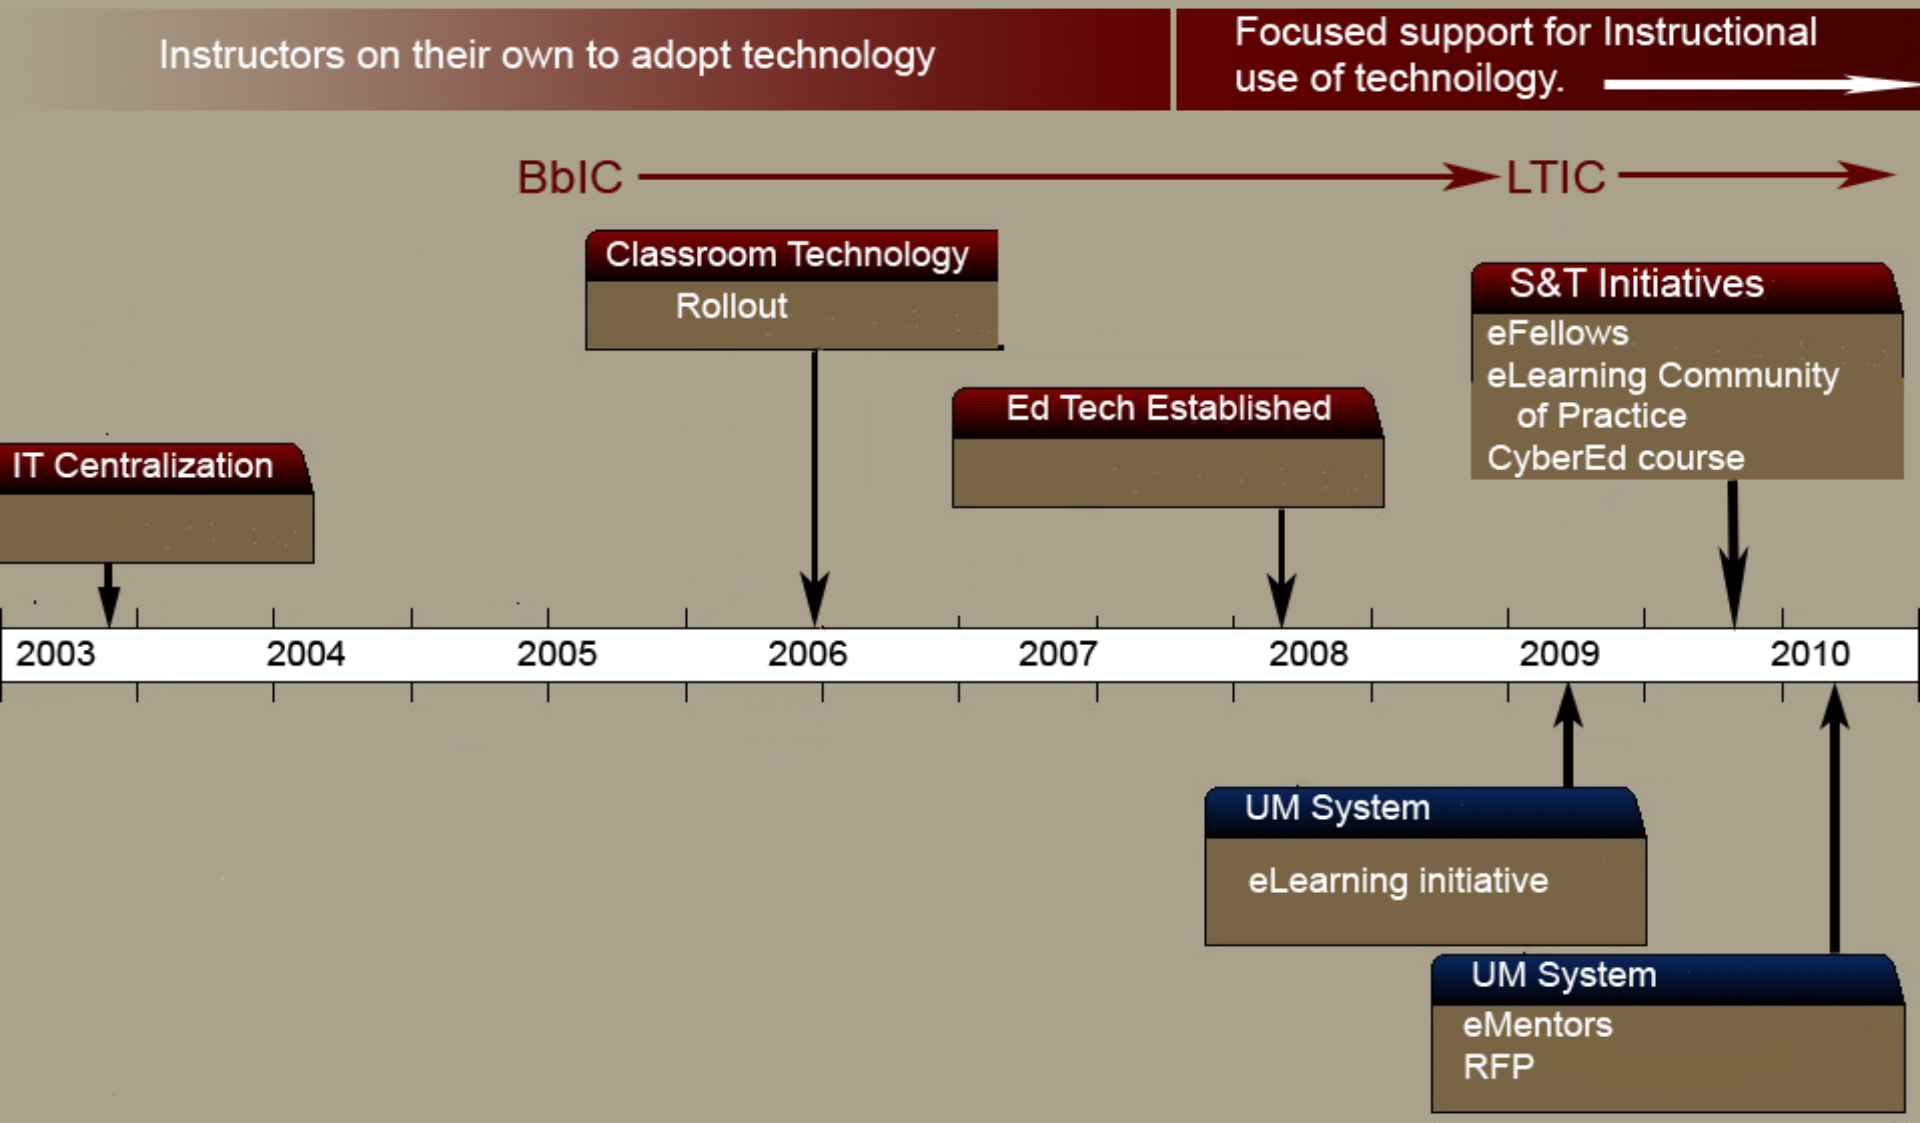 Instructors on their own to adopt technology
Focused support for Instructional
use of technoilogy.
BbIC
LTIC
Classroom Technology
Rollout
S&T Initiatives
eFellows
eLearning Community
of Practice
CyberEd course
Ed Tech Established
IT Centralization
2003 2004 2005 2006 2007 2008 2009 2010
UM System
eLearning initiative
UM System
eMentors
RFP